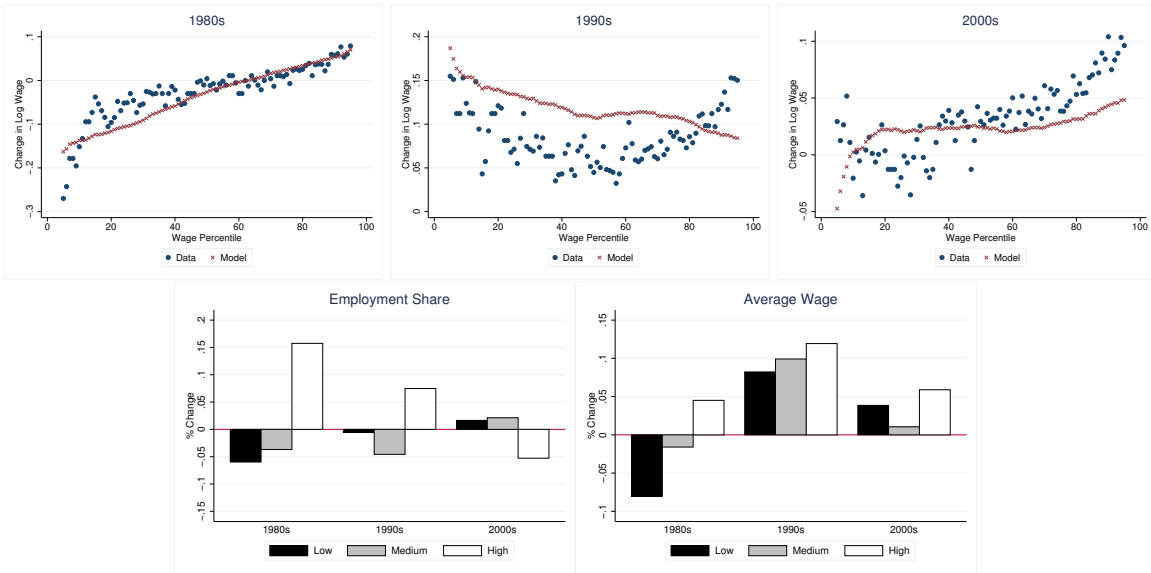 1980s
Change in Log Wage
.1
0
-.1
-.2
-.3
0 20 40 60 80 100
Wage Percentile
Data Model
1990s
Change in Log Wage
.2
.15
.1
.05
0
0 20 40 60 80 100
Wage Percentile
Data Model
2000s
Change in Log Wage
.1
.05
0
-.05
0 20 40 60 80 100
Wage Percentile
Data Model
Employment Share
% Change
.2
.15
.1
.05
0
-.05
-.1
-.15
1980s 1990s 2000s
Low Medium High
Average Wage
% Change
.15
.1
.05
0
-.05
-.1
1980s 1990s 2000s
Low Medium High